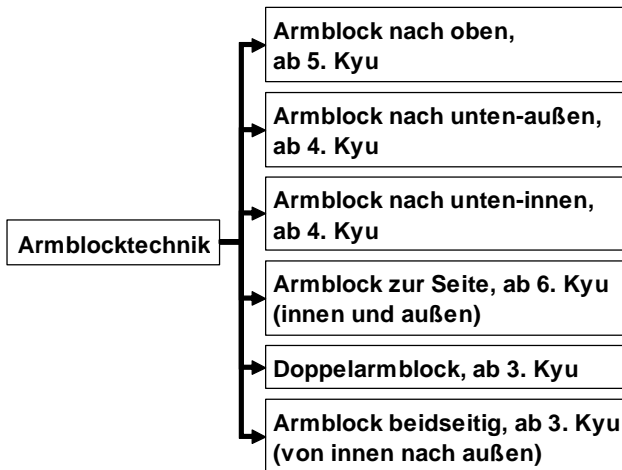 Armblock nach oben,
ab 5. Kyu
Armblock nach unten-außen,
ab 4. Kyu
Armblock nach unten-innen,
ab 4. Kyu
Armblocktechnik
Armblock zur Seite, ab 6. Kyu
(innen und außen)
Doppelarmblock, ab 3. Kyu
Armblock beidseitig, ab 3. Kyu
(von innen nach außen)